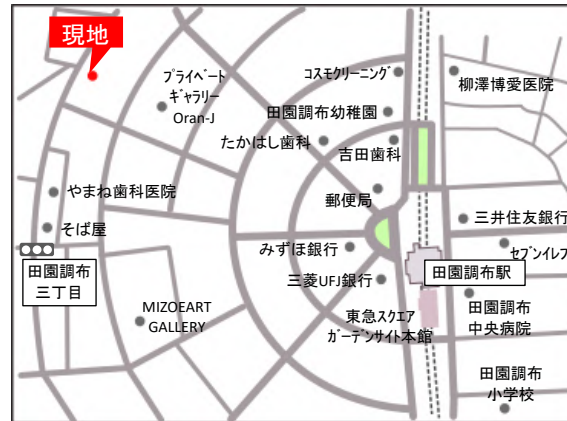 現地
プライベート
ギャラリー
Oran-J
コスモクリーニング
柳澤博愛医院
田園調布幼稚園
たかはし歯科
吉田歯科
やまね歯科医院
郵便局
そば屋
三井住友銀行
みずほ銀行
セブンイレブ
田園調布
三丁目
三菱UFJ銀行
田園調布駅
MIZOEART
GALLERY
東急スクエア
ガーデンサイト本館
田園調布
中央病院
田園調布
小学校